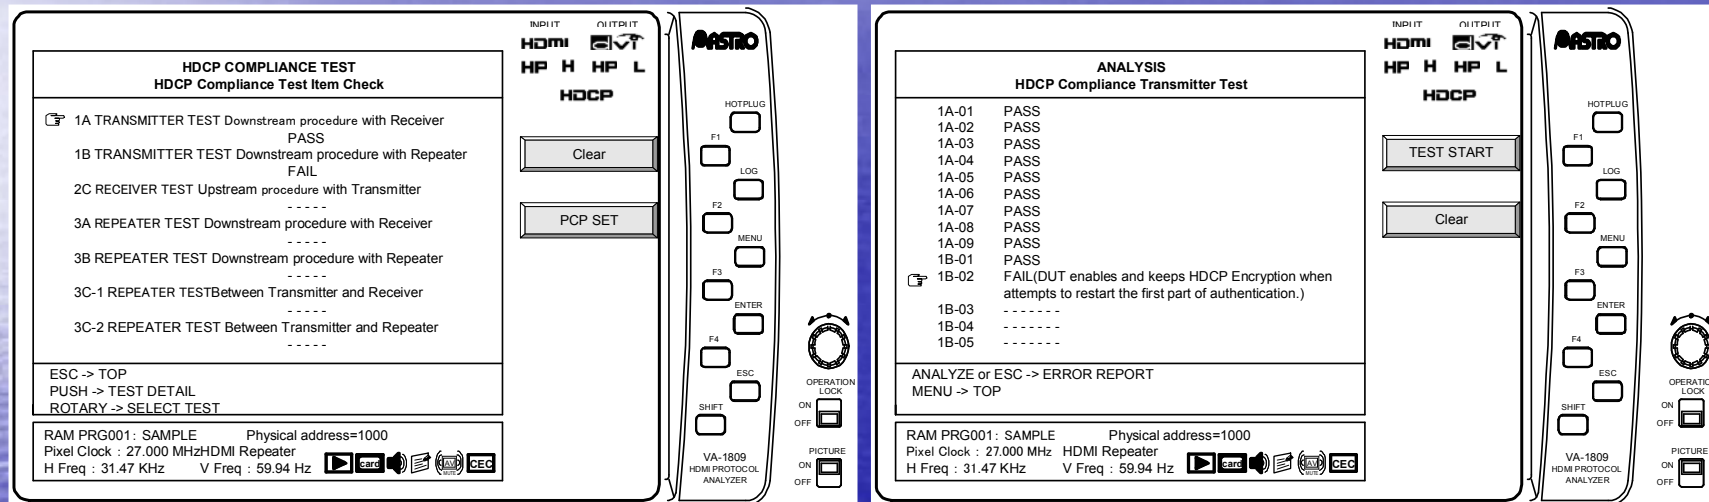 INPUT OUTPUT
HDMI DVI
HP H HP L
HDCP
ASTRO
HDCP COMPLIANCE TEST
HDCP Compliance Test Item Check
1A TRANSMITTER TEST Downstream procedure with Receiver
PASS
1B TRANSMITTER TEST Downstream procedure with Repeater
FAIL
2C RECEIVER TEST Upstream procedure with Transmitter
- - - - -
3A REPEATER TEST Downstream procedure with Receiver
- - - - -
3B REPEATER TEST Downstream procedure with Repeater
- - - - -
3C-1 REPEATER TESTBetween Transmitter and Receiver
- - - - -
3C-2 REPEATER TEST Between Transmitter and Repeater
- - - - -
ESC -> TOP
PUSH -> TEST DETAIL
ROTARY -> SELECT TEST
RAM PRG001: SAMPLE Physical address=1000
Pixel Clock : 27.000 MHzHDMI Repeater
H Freq : 31.47 KHz V Freq : 59.94 Hz
card
AV
MUTE
CEC
Clear
PCP SET
HOTPLUG
F1
LOG
F2
MENU
F3
ENTER
F4
ESC
SHIFT
VA-1809
HDMI PROTOCOL
ANALYZER
OPERATION
LOCK
ON
OFF
PICTURE
ON
OFF
INPUT OUTPUT
HDMI DVI
HP H HP L
HDCP
ASTRO
ANALYSIS
HDCP Compliance Transmitter Test
1A-01 PASS
1A-02 PASS
1A-03 PASS
1A-04 PASS
1A-05 PASS
1A-06 PASS
1A-07 PASS
1A-08 PASS
1A-09 PASS
1B-01 PASS
1B-02 FAIL(DUT enables and keeps HDCP Encryption when
attempts to restart the first part of authentication.)
1B-03 - - - - - - -
1B-04 - - - - - - -
1B-05 - - - - - - -
ANALYZE or ESC -> ERROR REPORT
MENU -> TOP
RAM PRG001: SAMPLE Physical address=1000
Pixel Clock : 27.000 MHz HDMI Repeater
H Freq : 31.47 KHz V Freq : 59.94 Hz
card
AV
MUTE
CEC
TEST START
Clear
HOTPLUG
F1
LOG
F2
MENU
F3
ENTER
F4
ESC
SHIFT
VA-1809
HDMI PROTOCOL
ANALYZER
OPERATIO
LOCK
ON
OFF
PICTURE
ON
OFF